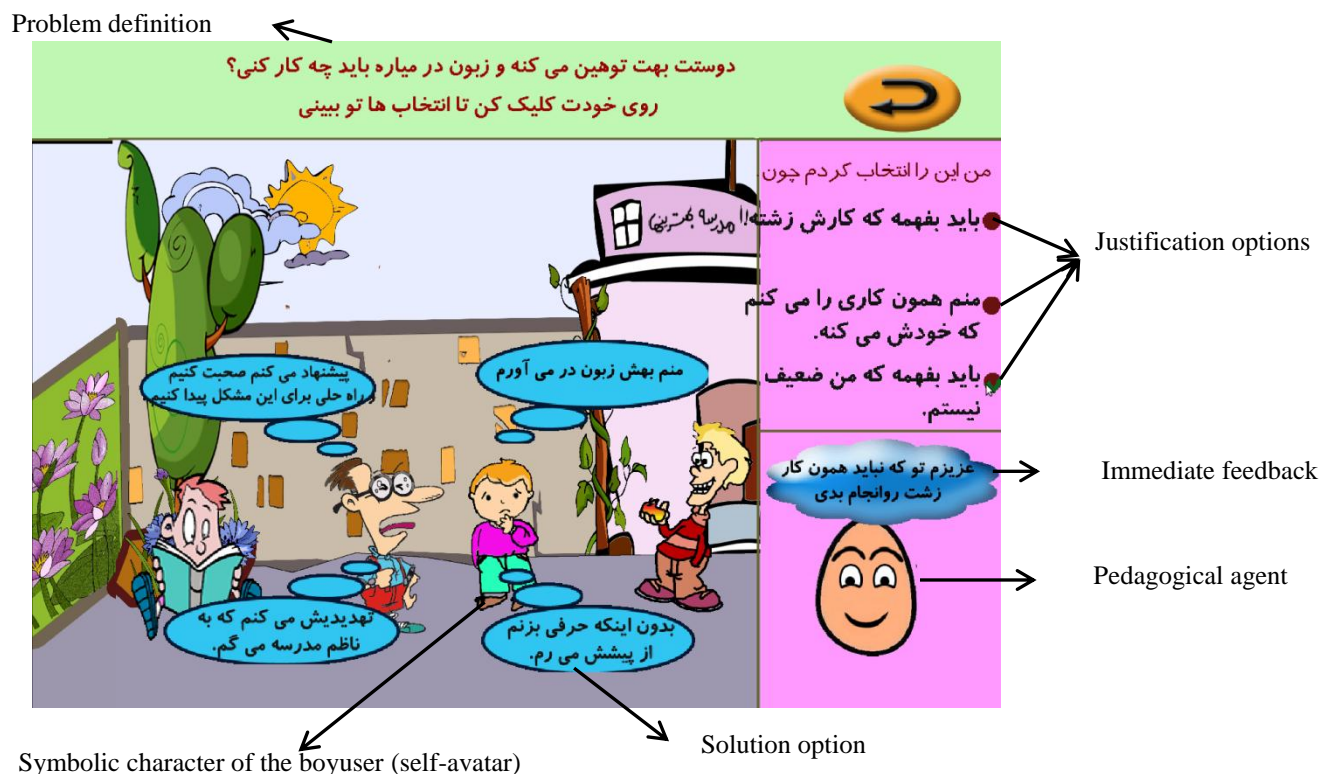 Problem definition
دوستت بهت توهین می کنه و زبون در میاره باید چه کار کنی؟
روی خودت کلیک کن تا انتخاب ها تو ببینی
من این را انتخاب کردم چون
باید بفهمه که کارش زشته!!
منم همون کاری را می کنم
که خودش می کنه.
باید بفهمه که من ضعیف
نیستم.
Justification options
مدرسه بهترینها
پیشنهاد می کنم صحبت کنیم
و راه حلی برای این مشکل پیدا کنیم
منم بهش زبون در می آورم
عزیزم تو که نباید همون کار
زشت روانجام بدی
Immediate feedback
Pedagogical agent
تهدیدیش می کنم که به
ناظم مدرسه می گم.
بدون اینکه حرفی بزنم
از پیشش می رم.
Solution option
Symbolic character of the boyuser (self-avatar)